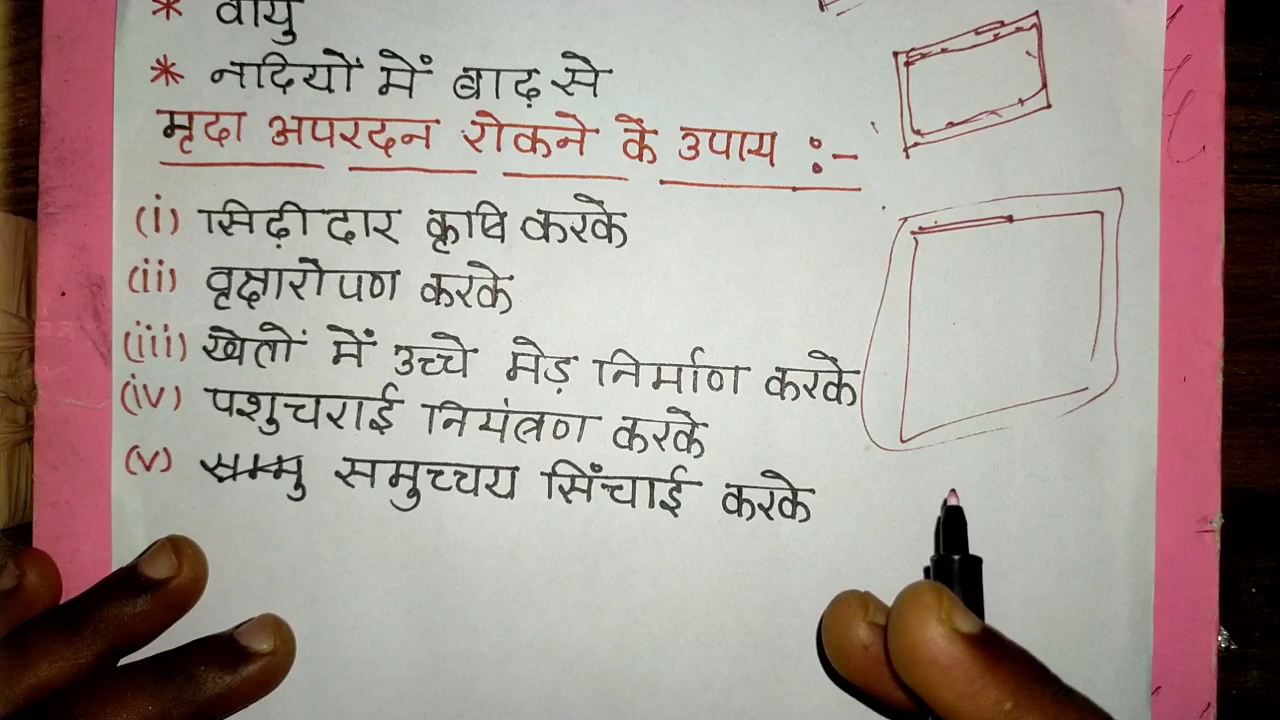 * वायु
* नदियों में बाढ़ से
मृदा अपरदन रोकने के उपाय :-
(i) सिढ़ीदार कृषि करके
(ii) वृक्षारोपण करके
(iii) खेतों में उच्चे मेड़ निर्माण करके
(iv) पशुचराई नियंत्रण करके
(v) सम्मु समुच्चय सिंचाई करके